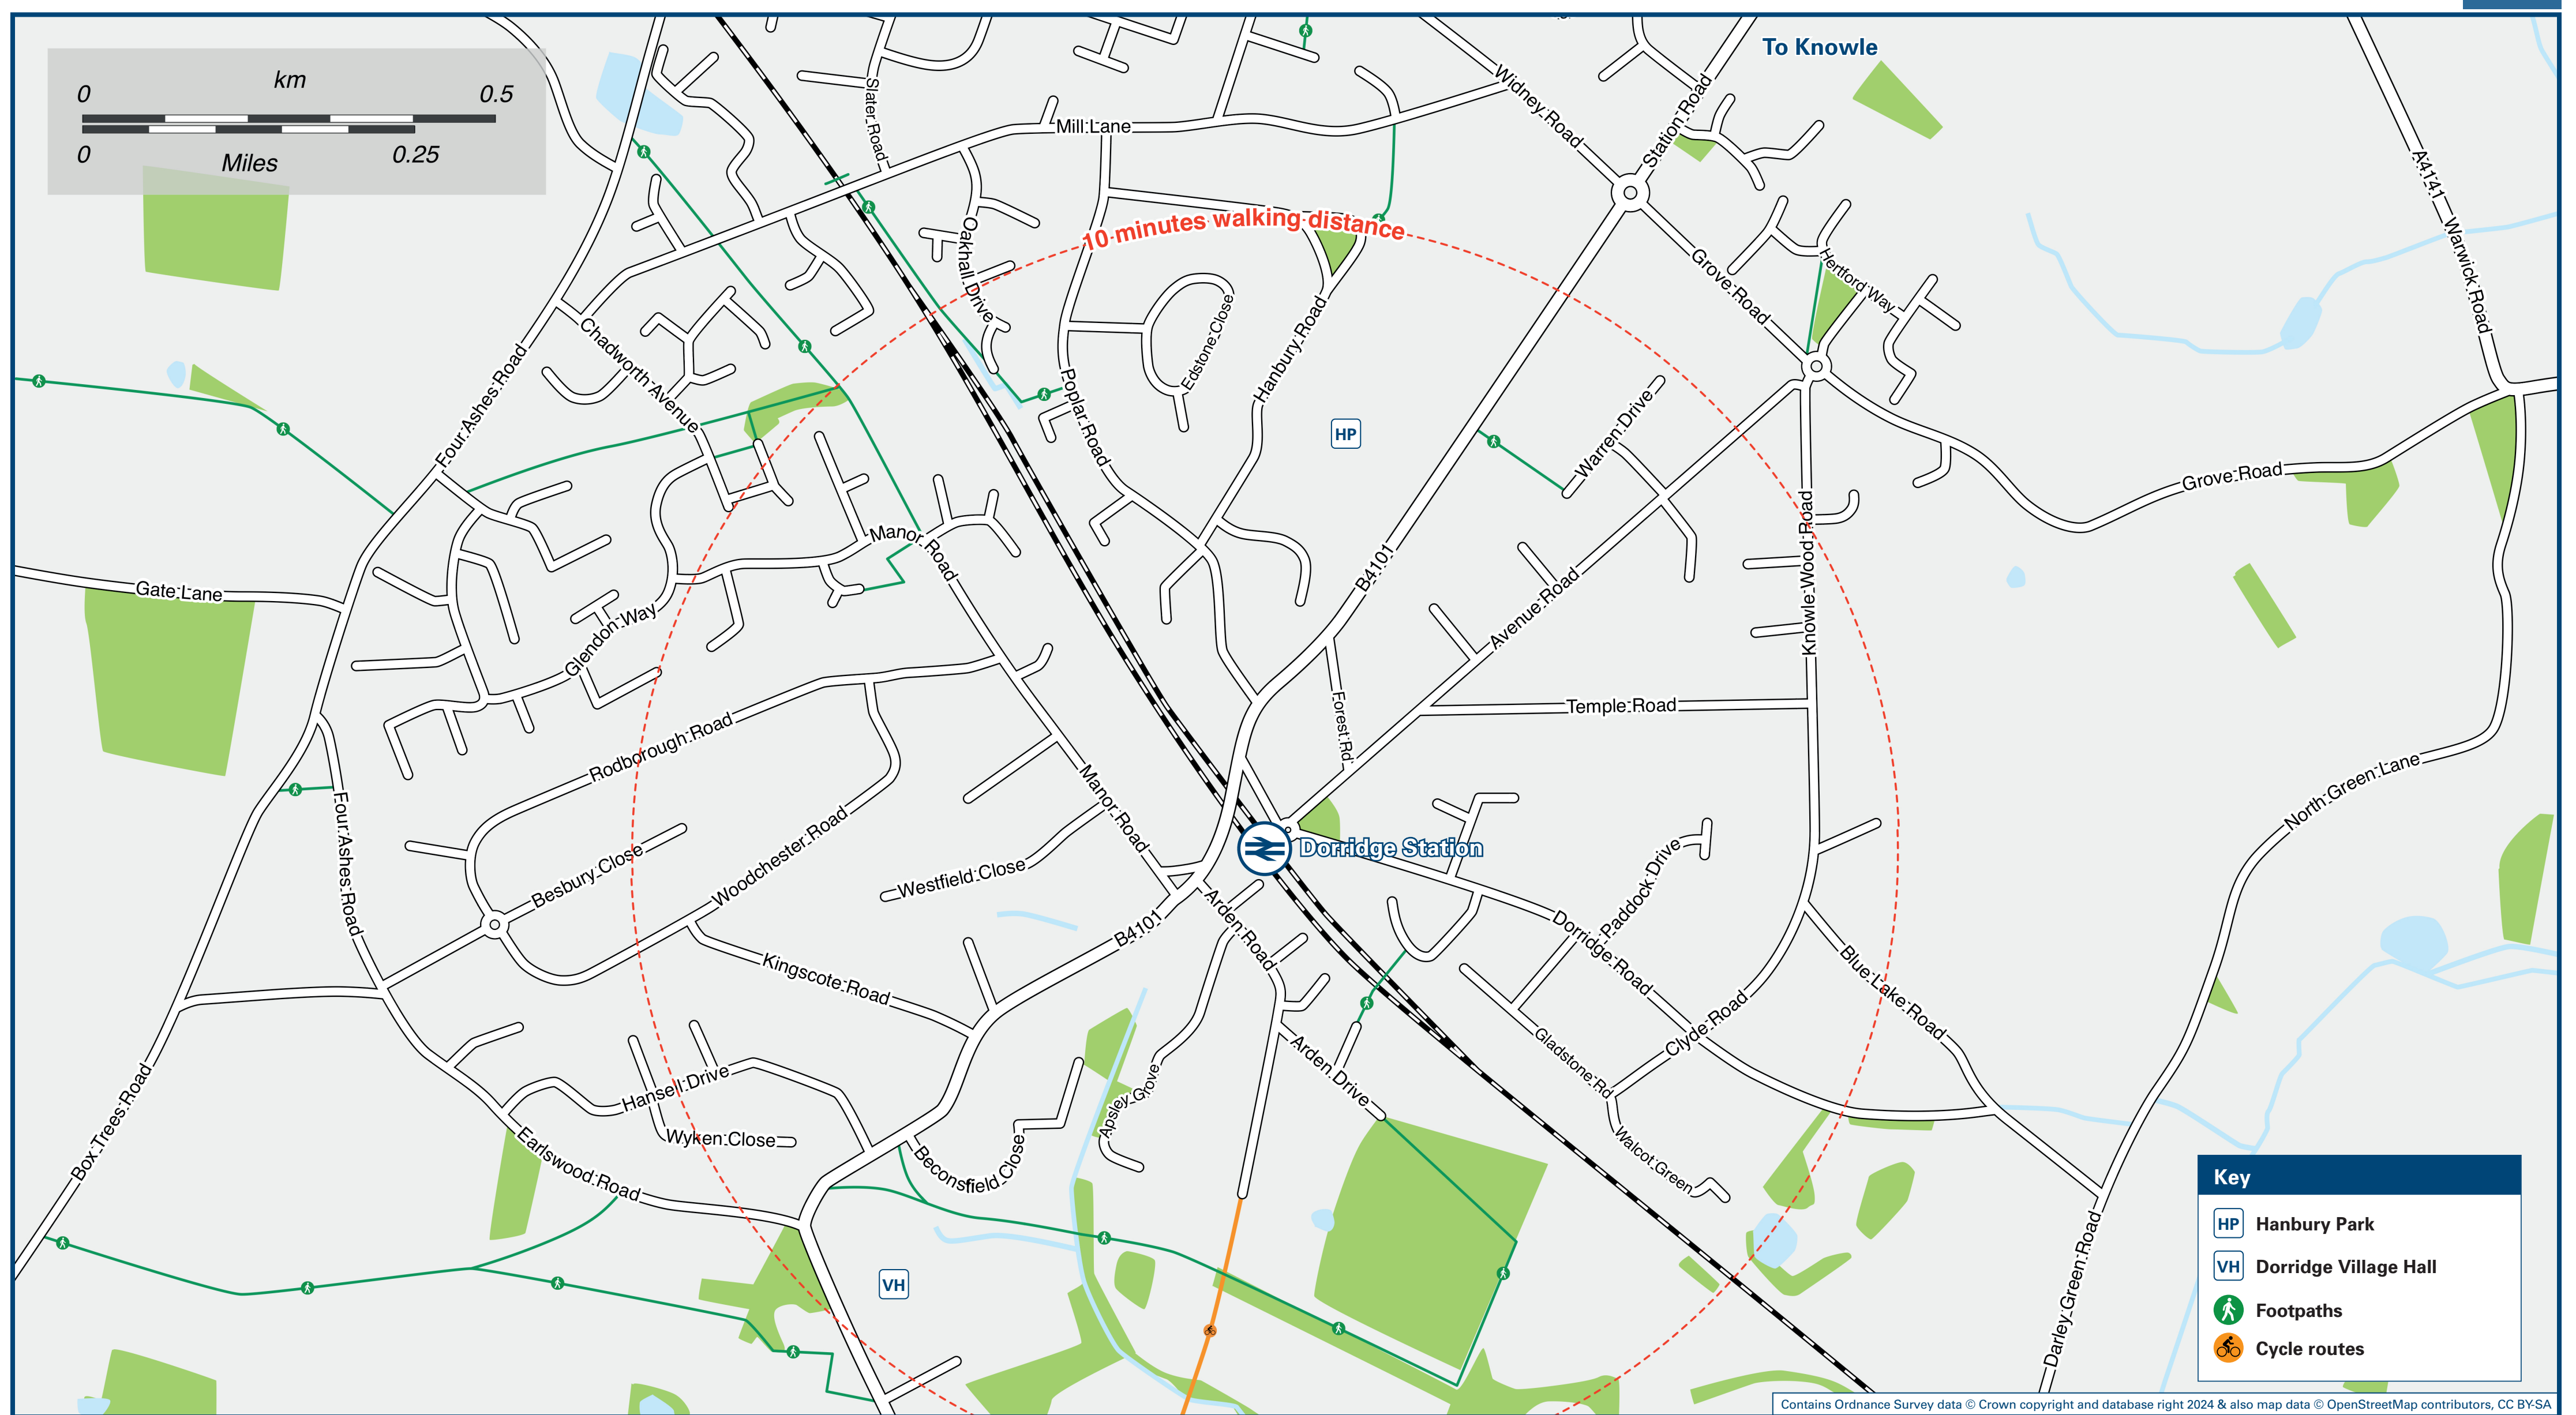 To Knowle
km
0
0.5
0
0.25
Miles
Slater Road
Mill Lane
Widney Road
Station Road
A4141
Warwick Road
10 minutes walking distance
Oakhall Drive
Grove Road
Hertford Way
Chadworth Avenue
Four Ashes Road
Edstone Close
Hanbury Road
Poplar Road
HP
Warren Drive
Grove Road
Manor Road
Knowle Wood Road
B4101
Avenue Road
Gate Lane
Glendon Way
Rodborough Road
Forest Rd
Temple Road
Manor Road
North Green Lane
Four Ashes Road
Dorridge Station
Besbury Close
Woodchester Road
Westfield Close
Paddock Drive
B4101
Arden Road
Dorridge Road
Kingscote Road
Blue Lake Road
Clyde Road
Gladstone Rd
Arden Drive
Box Trees Road
Hansell Drive
Apsley Grove
Wyken Close
Earlswood Road
Beconsfield Close
Walcot Green
Darley Green Road
VH
Key
HP Hanbury Park
VH Dorridge Village Hall
Footpaths
Cycle routes
Contains Ordnance Survey data © Crown copyright and database right 2024 & also map data © OpenStreetMap contributors, CC BY-SA